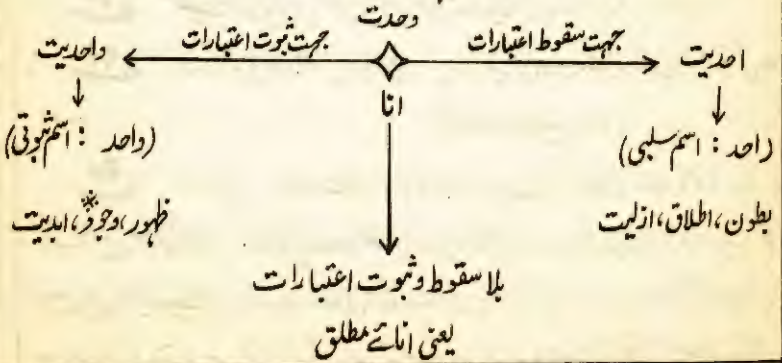 وحدت
احدیت جہت سقوط اعتبارات جہت ثبوت اعتبارات واحدیت
انا
(احد : اسم سلبی) (واحد : اسم ثبوتی)
بطون، اطلاق، ازلیت ظہور، ابدیت
بلا سقوط و ثبوت اعتبارات
یعنی انائے مطلق